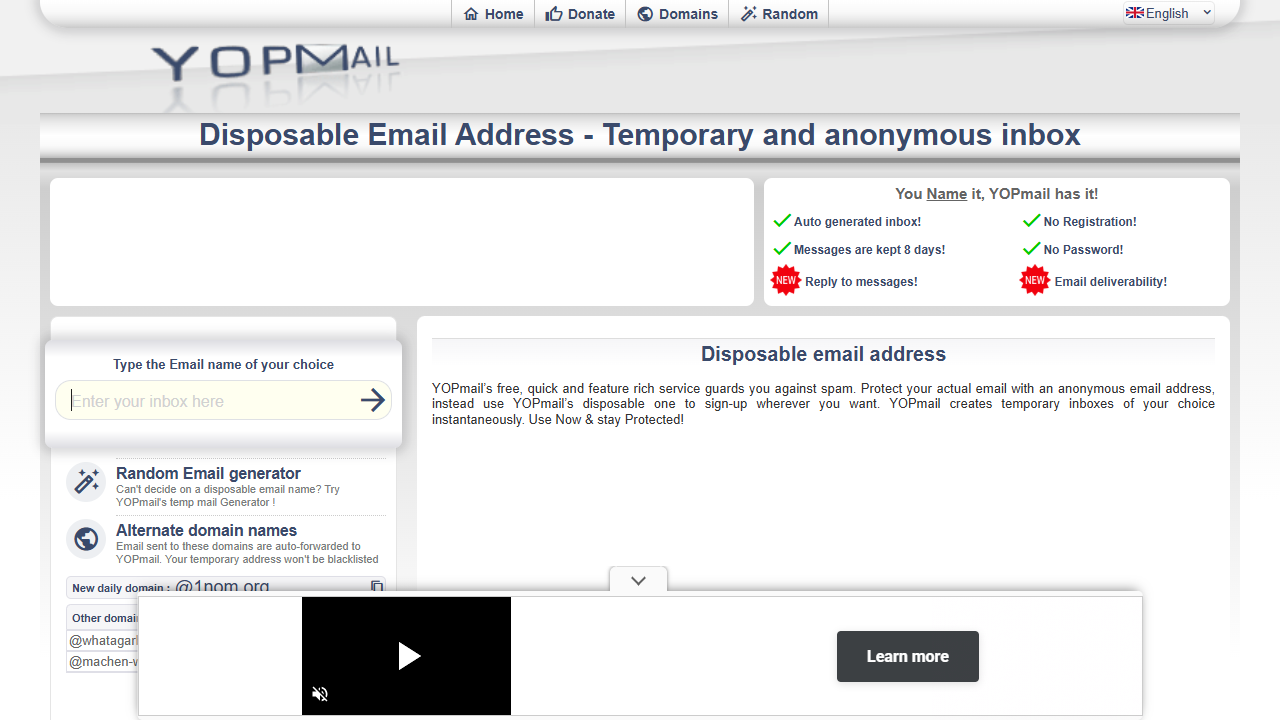 Home
Donate
Domains
Random
English
YOPMAIL
Disposable Email Address - Temporary and anonymous inbox
You Name it, YOPmail has it!
Auto generated inbox!
No Registration!
Messages are kept 8 days!
No Password!
NEW Reply to messages!
NEW Email deliverability!
Type the Email name of your choice
Enter your inbox here
Disposable email address
YOPmail's free, quick and feature rich service guards you against spam. Protect your actual email with an anonymous email address,
instead use YOPmail's disposable one to sign-up wherever you want. YOPmail creates temporary inboxes of your choice
instantaneously. Use Now & stay Protected!
Random Email generator
Can't decide on a disposable email name? Try
YOPmail's temp mail Generator !
Alternate domain names
Email sent to these domains are auto-forwarded to
YOPmail. Your temporary address won't be blacklisted
New daily domain : @1nom.org
Other
Learn more